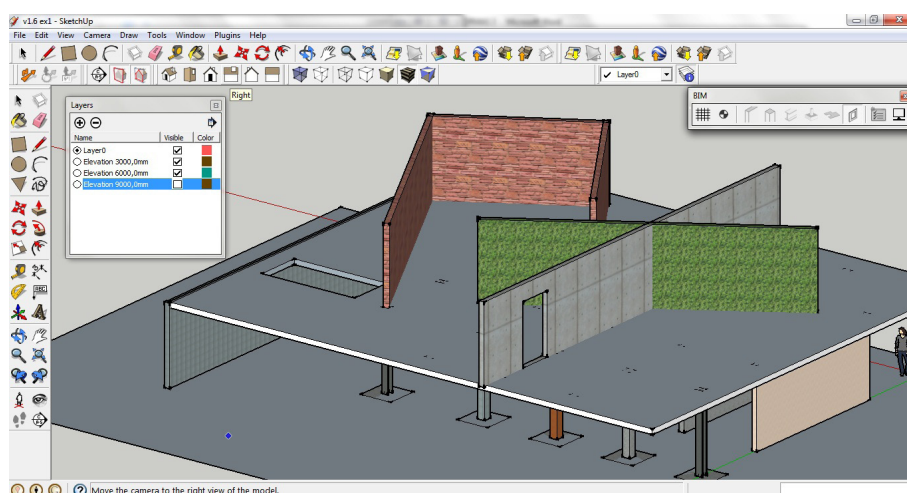 v1.6 ex1 - SketchUp
File Edit View Camera Draw Tools Window Plugins Help
Layer0
Right
Layers
BIM
Name Visible Color
Layer0
Elevation 3000,0mm
Elevation 6000,0mm
Elevation 9000,0mm
ABC
Move the camera to the right view of the model.